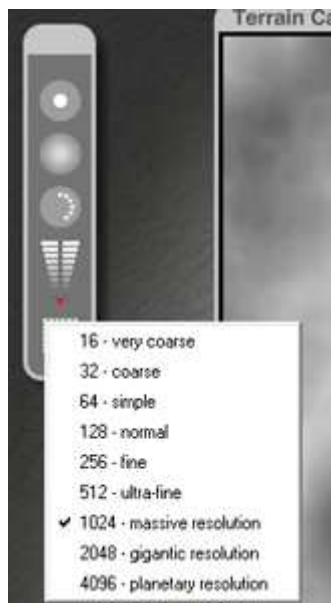 Terrain Ca
16 - very coarse
32 - coarse
64 - simple
128 - normal
256 - fine
512 - ultra-fine
1024 - massive resolution
2048 - gigantic resolution
4096 - planetary resolution